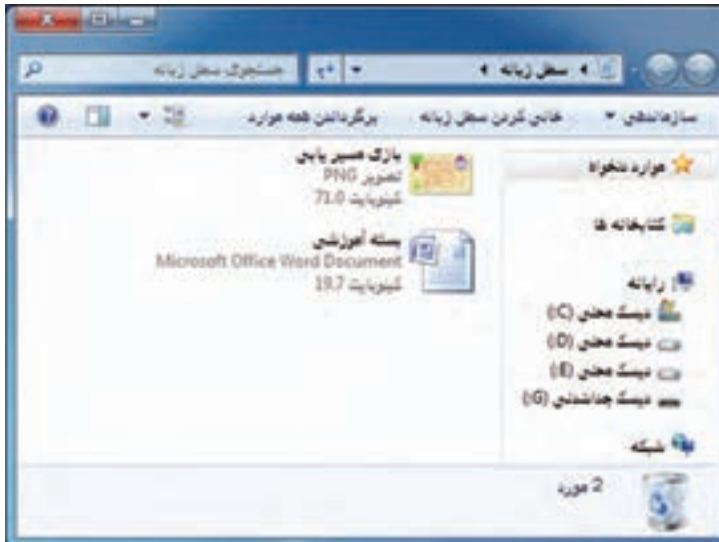 سطل زباله
جستجوی سطل زباله
سازماندهی
خالی کردن سطل زباله
برگرداندن همه موارد
موارد دلخواه
کتابخانه ها
رایانه
دیسک محلی (C:)
دیسک محلی (D:)
دیسک محلی (E:)
دیسک جداشدنی (G:)
شبکه
بازی مسیر یابی
تصویر PNG
71.0 کیلوبایت
بسته آموزشی
Microsoft Office Word Document
19.7 کیلوبایت
2 مورد